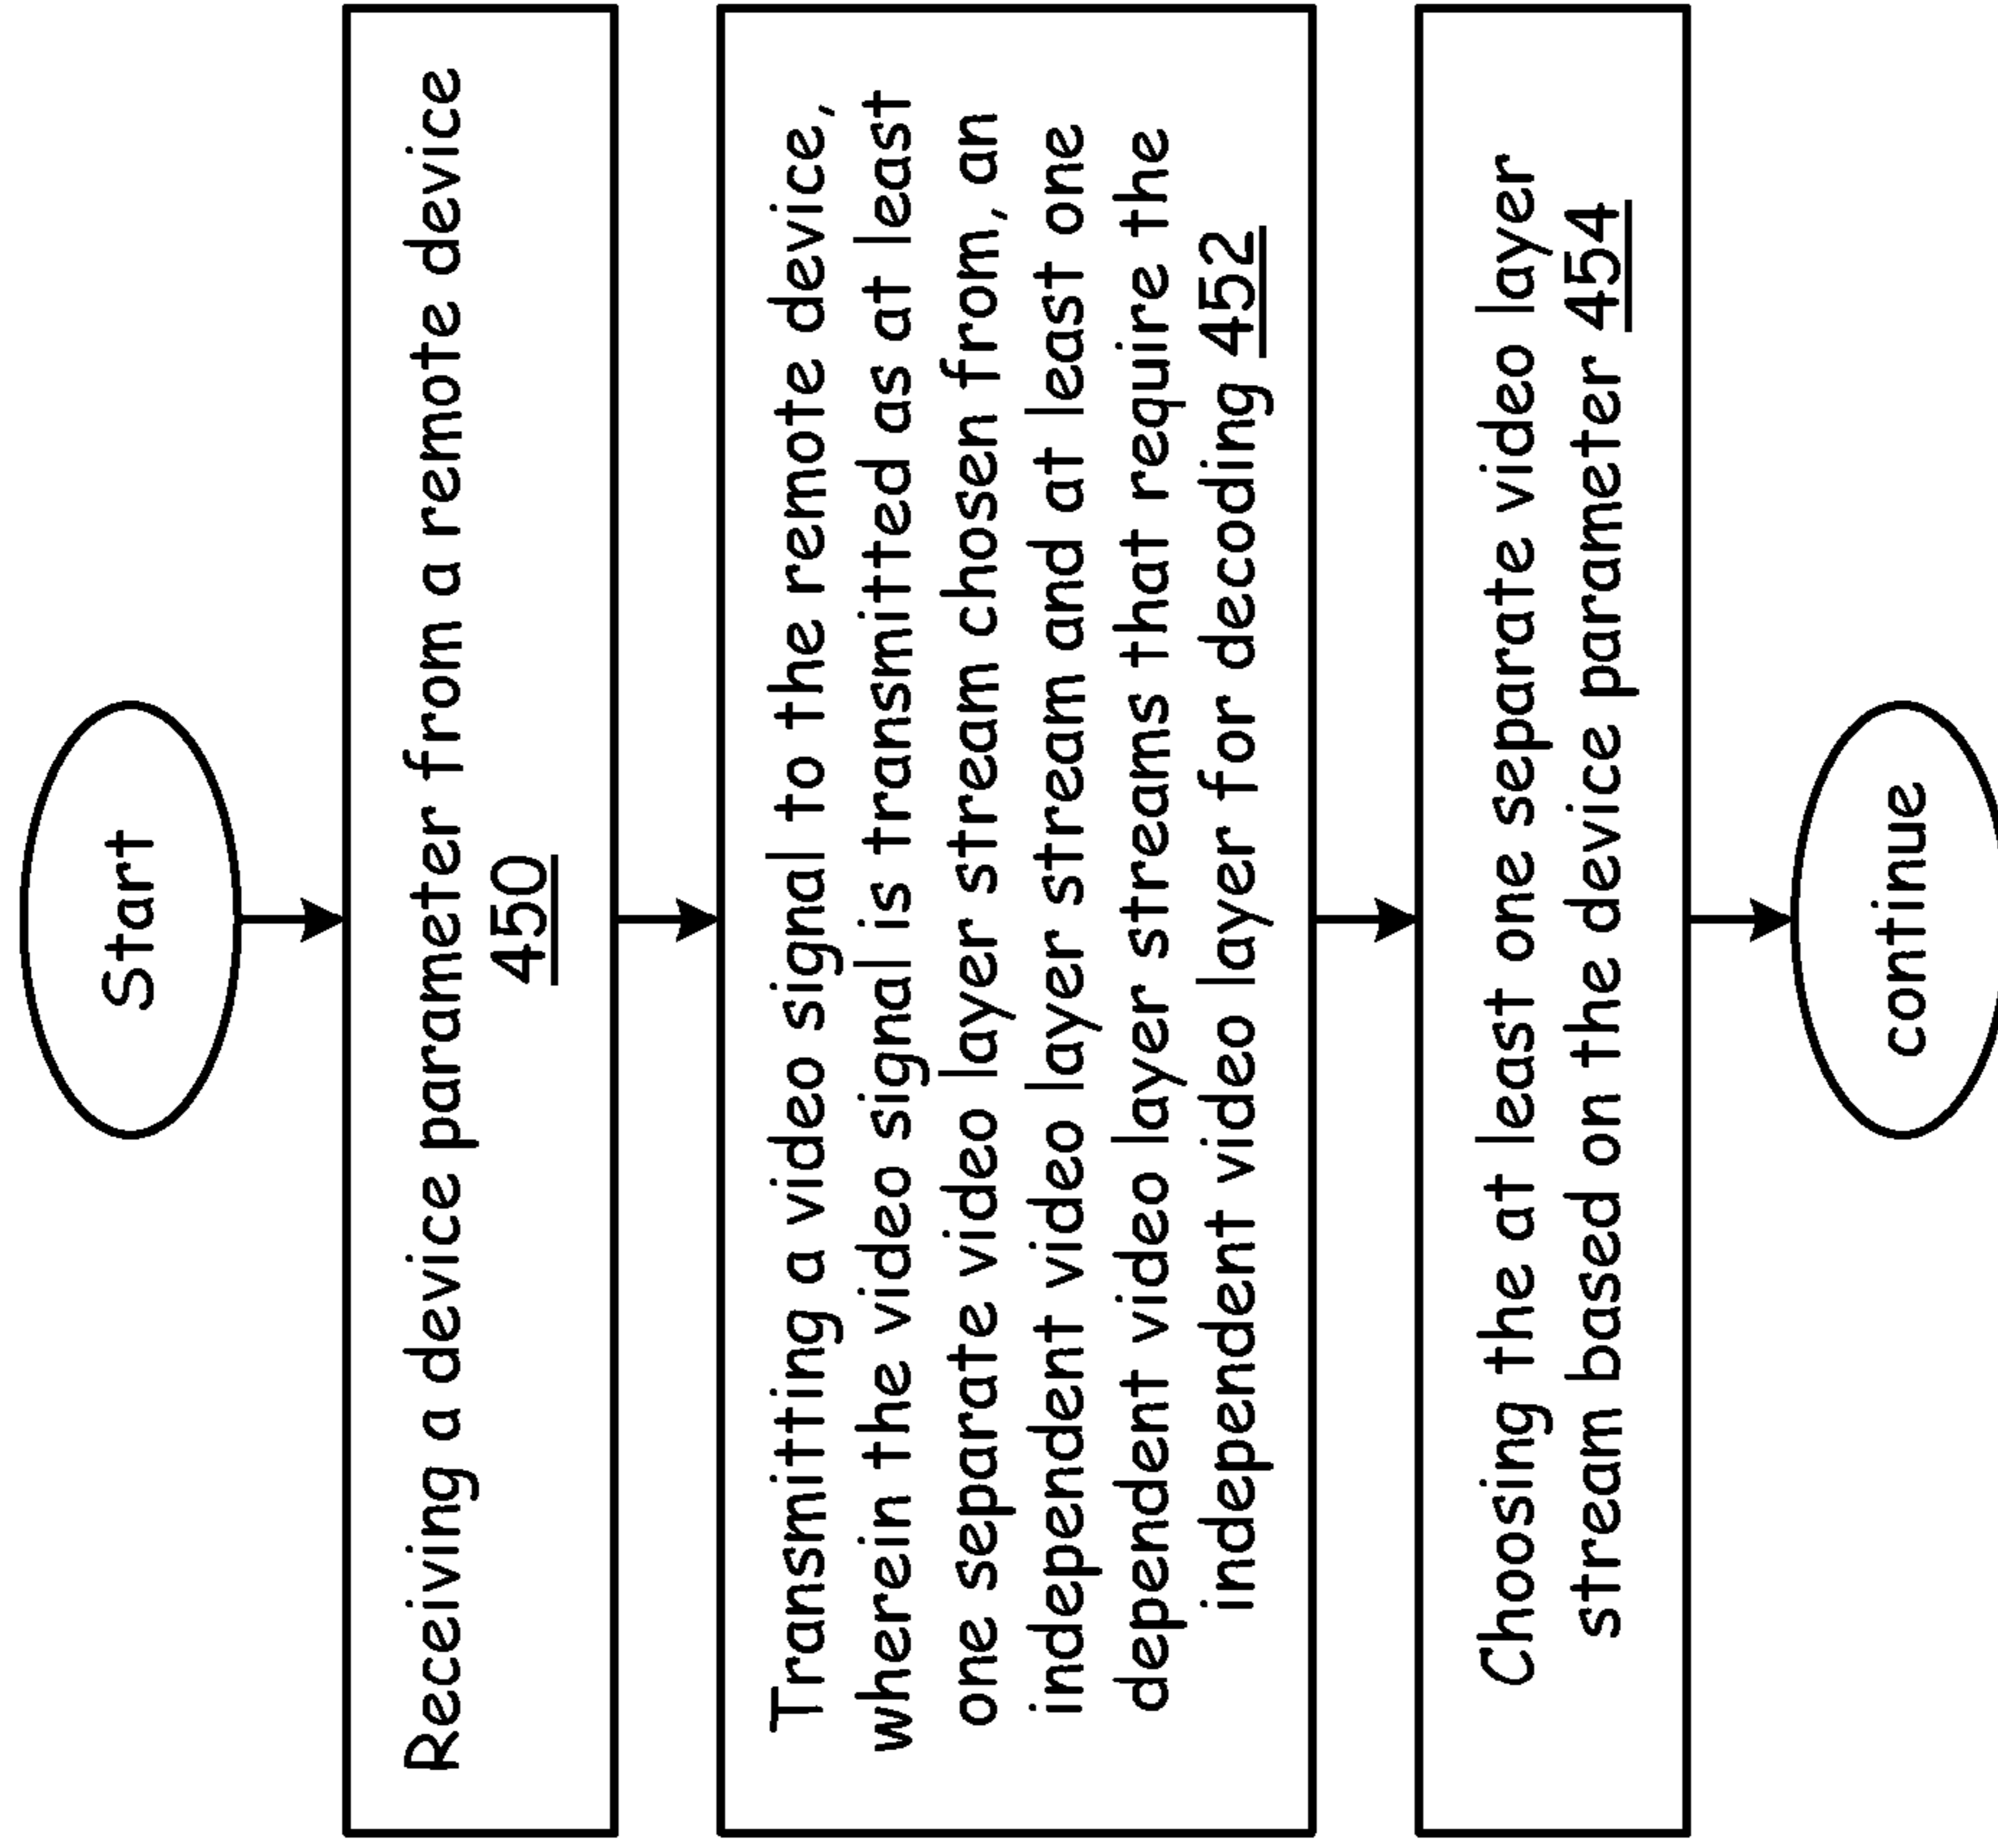 Start
Receiving a device parameter from a remote device
450
Transmitting a video signal to the remote device,
wherein the video signal is transmitted as at least
one separate video layer stream chosen from, an
independent video layer stream and at least one
dependent video layer streams that require the
independent video layer for decoding 452
Choosing the at least one separate video layer
stream based on the device parameter 454
continue